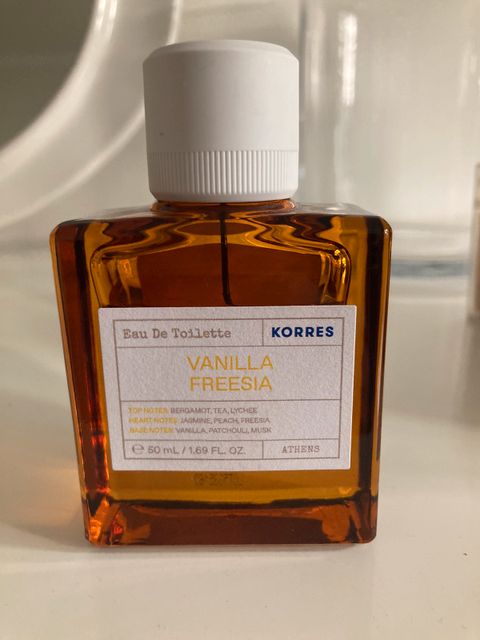 Eau De Toilette
KORRES
VANILLA
FREESIA
TOP NOTES: BERGAMOT, TEA, LYCHEE
HEART NOTES: JASMINE, PEACH, FREESIA
BASE NOTES: VANILLA, PATCHOULI, MUSK
℮ 50 mL / 1.69 FL. OZ.
ATHENS